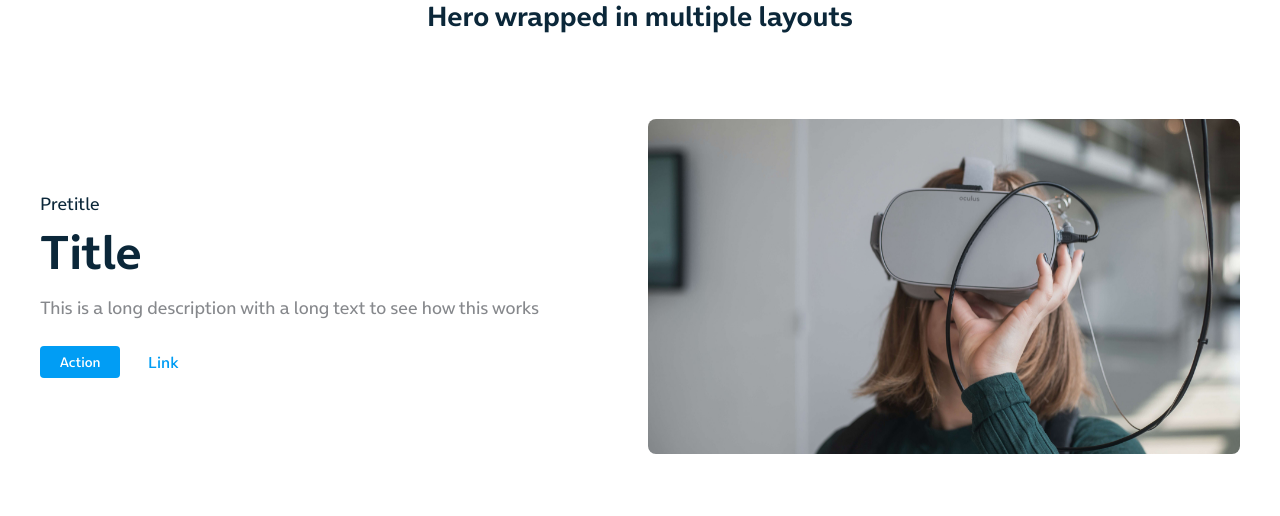 Hero wrapped in multiple layouts
Pretitle
Title
This is a long description with a long text to see how this works
Action
Link
oculus